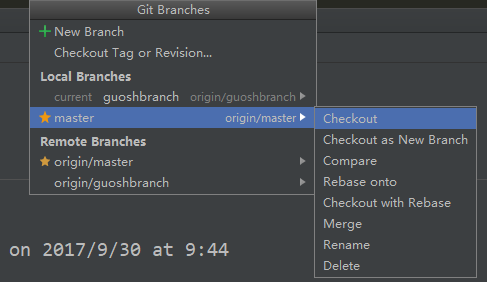 Git Branches
New Branch
Checkout Tag or Revision...
Local Branches
current guoshbranch origin/guoshbranch
master origin/master
Remote Branches
origin/master
origin/guoshbranch
Checkout
Checkout as New Branch
Compare
Rebase onto
Checkout with Rebase
Merge
Rename
Delete
on 2017/9/30 at 9:44